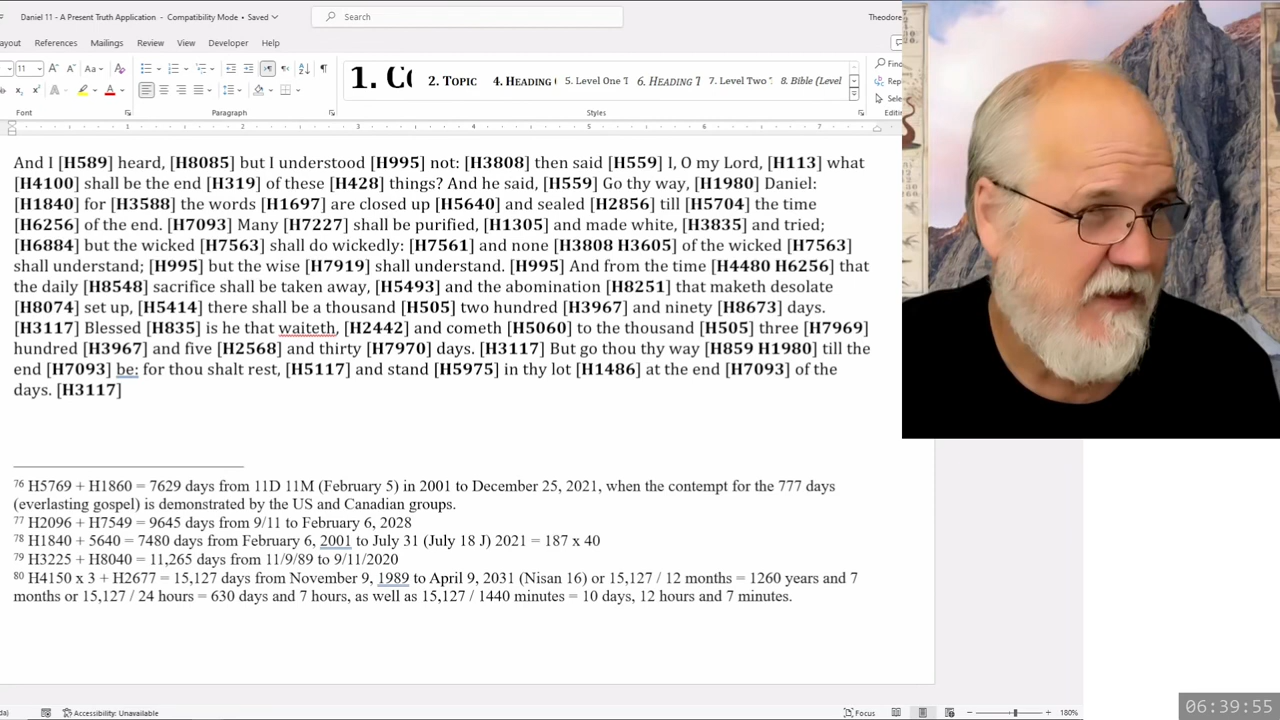 Daniel 11 - A Present Truth Application - Compatibility Mode • Saved
Search
Theodore
ayout References Mailings Review View Developer Help
11
Aa
Font
Paragraph
1. Co
2. Topic
4. Heading
5. Level One
6. Heading
7. Level Two
8. Bible (Level
Styles
Find
Rep
Sele
Editin
1 2 3 4 5 6 7
And I [H589] heard, [H8085] but I understood [H995] not: [H3808] then said [H559] I, O my Lord, [H113] what
[H4100] shall be the end [H319] of these [H428] things? And he said, [H559] Go thy way, [H1980] Daniel:
[H1840] for [H3588] the words [H1697] are closed up [H5640] and sealed [H2856] till [H5704] the time
[H6256] of the end. [H7093] Many [H7227] shall be purified, [H1305] and made white, [H3835] and tried;
[H6884] but the wicked [H7563] shall do wickedly: [H7561] and none [H3808 H3605] of the wicked [H7563]
shall understand; [H995] but the wise [H7919] shall understand. [H995] And from the time [H4480 H6256] that
the daily [H8548] sacrifice shall be taken away, [H5493] and the abomination [H8251] that maketh desolate
[H8074] set up, [H5414] there shall be a thousand [H505] two hundred [H3967] and ninety [H8673] days.
[H3117] Blessed [H835] is he that waiteth, [H2442] and cometh [H5060] to the thousand [H505] three [H7969]
hundred [H3967] and five [H2568] and thirty [H7970] days. [H3117] But go thou thy way [H859 H1980] till the
end [H7093] be: for thou shalt rest, [H5117] and stand [H5975] in thy lot [H1486] at the end [H7093] of the
days. [H3117]
76 H5769 + H1860 = 7629 days from 11D 11M (February 5) in 2001 to December 25, 2021, when the contempt for the 777 days
(everlasting gospel) is demonstrated by the US and Canadian groups.
77 H2096 + H7549 = 9645 days from 9/11 to February 6, 2028
78 H1840 + 5640 = 7480 days from February 6, 2001 to July 31 (July 18 J) 2021 = 187 x 40
79 H3225 + H8040 = 11,265 days from 11/9/89 to 9/11/2020
80 H4150 x 3 + H2677 = 15,127 days from November 9, 1989 to April 9, 2031 (Nisan 16) or 15,127 / 12 months = 1260 years and 7
months or 15,127 / 24 hours = 630 days and 7 hours, as well as 15,127 / 1440 minutes = 10 days, 12 hours and 7 minutes.
da) Accessibility: Unavailable
Focus
180%
06:39:55